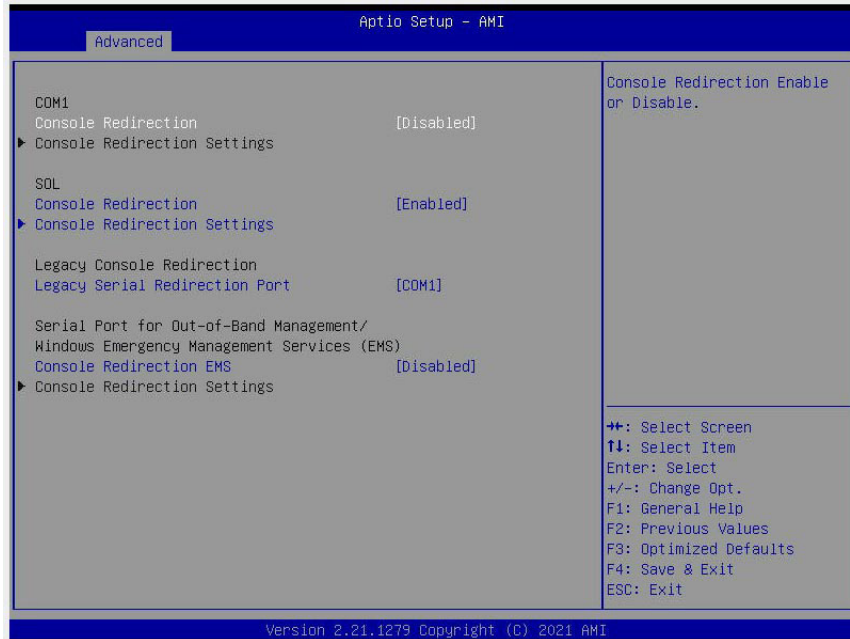 Aptio Setup – AMI
Advanced
COM1
Console Redirection [Disabled]
Console Redirection Settings
SOL
Console Redirection [Enabled]
Console Redirection Settings
Legacy Console Redirection
Legacy Serial Redirection Port [COM1]
Serial Port for Out-of-Band Management/
Windows Emergency Management Services (EMS)
Console Redirection EMS [Disabled]
Console Redirection Settings
Console Redirection Enable
or Disable.
→←: Select Screen
↑↓: Select Item
Enter: Select
+/-: Change Opt.
F1: General Help
F2: Previous Values
F3: Optimized Defaults
F4: Save & Exit
ESC: Exit
Version 2.21.1279 Copyright (C) 2021 AMI